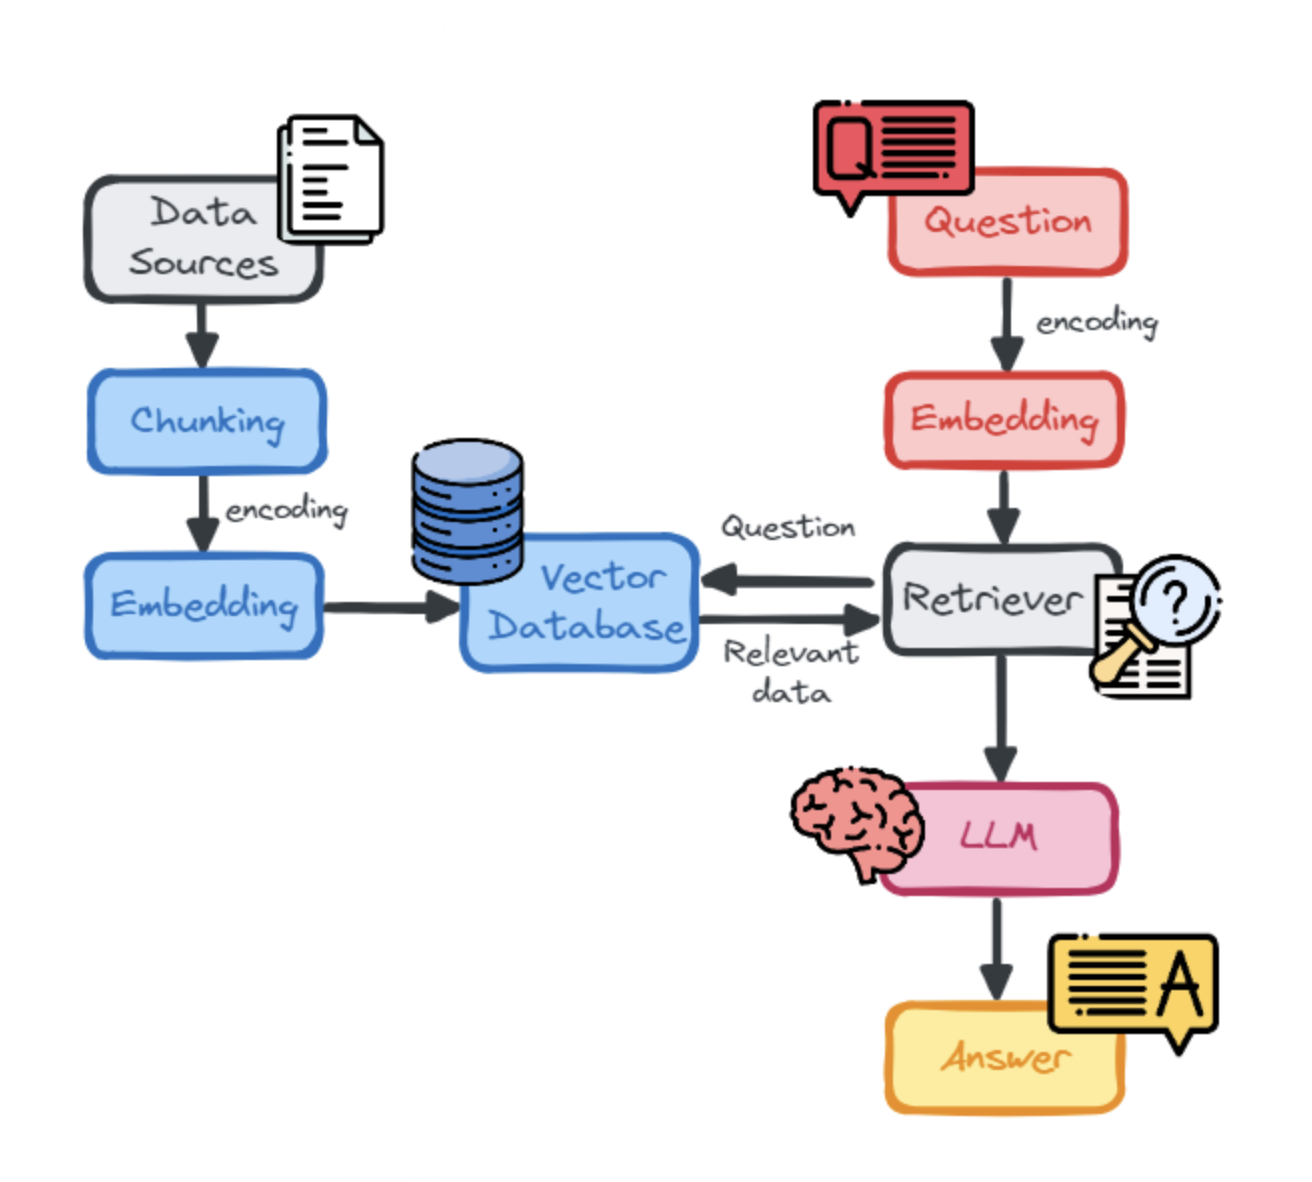 Data
Sources
Chunking
encoding
Embedding
Vector
Database
Q
Question
encoding
Embedding
Question
Relevant
data
Retriever
?
LLM
A
Answer